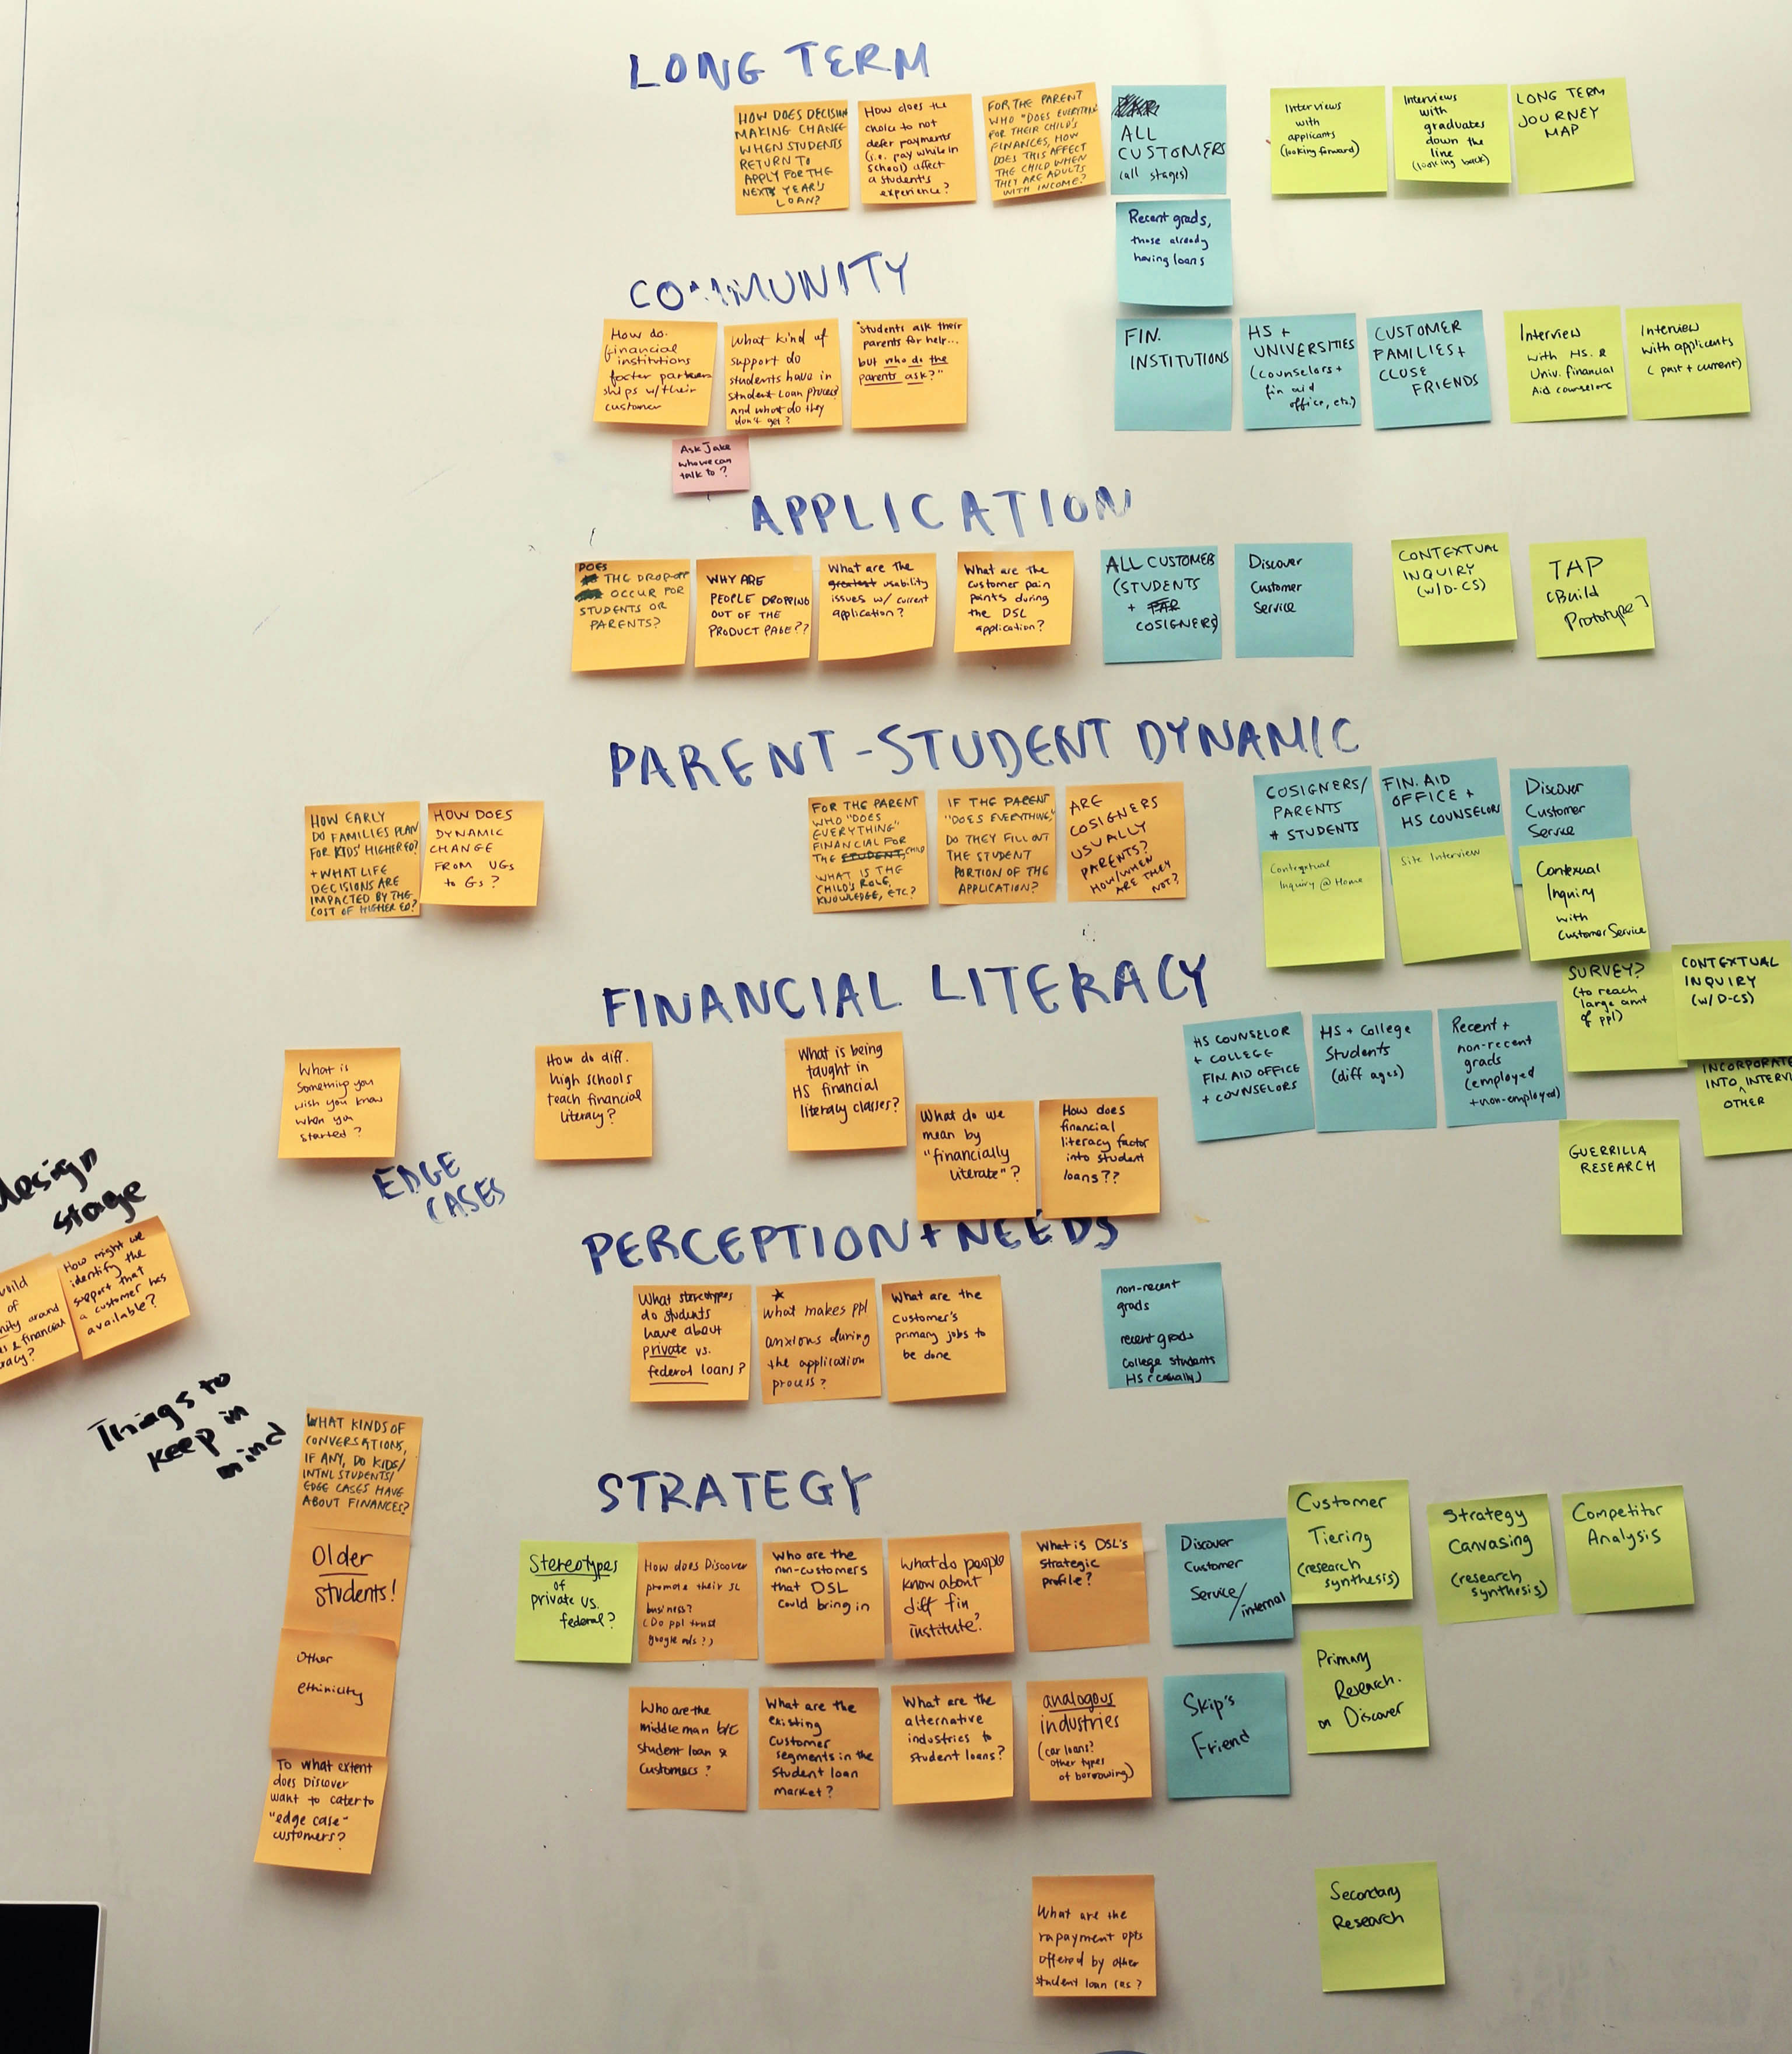 LONG TERM
HOW DOES DECISION
MAKING CHANGE
WHEN STUDENTS
RETURN TO
APPLY FOR THE
NEXT YEAR'S
LOAN?
How does the
choice to not
defer payments
(i.e. pay while in
school) affect
a student's
experience?
FOR THE PARENT
WHO "DOES EVERYTHING
FOR THEIR CHILD'S
FINANCES, HOW
DOES THIS AFFECT
THE CHILD WHEN
THEY ARE ADULTS
WITH INCOME?
ALL
CUSTOMERS
(all stages)
Recent grads,
those already
having loans
Interviews
with
applicants
(looking forward)
Interviews
with
graduates
down the
line
(looking back)
LONG TERM
JOURNEY
MAP
COMMUNITY
How do
financial
institutions
foster partner
ships w/their
customer
What kind of
support do
students have in
student loan process
And what do they
don't get?
"Students ask their
parents for help...
but who do the
parents ask?"
Ask Jake
who we can
talk to?
FIN.
INSTITUTIONS
HS +
UNIVERSITIES
(counselors +
fin aid
office, etc.)
CUSTOMER
FAMILIES +
CLOSE
FRIENDS
Interview
with HS. &
Univ. financial
Aid counselors
Interview
with applicants
(past + current)
APPLICATION
DOES
THE DROP-OFF
OCCUR FOR
STUDENTS OR
PARENTS?
WHY ARE
PEOPLE DROPPING
OUT OF THE
PRODUCT PAGE??
What are the
greatest usability
issues w/ current
application?
What are the
customer pain
points during
the DSL
application?
ALL CUSTOMER
(STUDENTS
+ PAR
COSIGNERS)
Discover
Customer
Service
CONTEXTUAL
INQUIRY
(W/D-CS)
TAP
(Build
Prototype)
PARENT-STUDENT DYNAMIC
HOW EARLY
DO FAMILIES PLAN
FOR KIDS' HIGHER ED?
+ WHAT LIFE
DECISIONS ARE
IMPACTED BY THE
COST OF HIGHER ED?
HOW DOES
DYNAMIC
CHANGE
FROM UGs
to Gs?
FOR THE PARENT
WHO "DOES
EVERYTHING"
FINANCIAL FOR
THE STUDENT, CHILD
WHAT IS THE
CHILD'S ROLE,
KNOWLEDGE, ETC?
IF THE PARENT
"DOES EVERYTHING,"
DO THEY FILL OUT
THE STUDENT
PORTION OF THE
APPLICATION?
ARE
COSIGNERS
USUALLY
PARENTS?
HOW/WHEN
ARE THEY
NOT?
COSIGNERS/
PARENTS
+ STUDENTS
FIN. AID
OFFICE +
HS COUNSELOR
Discover
Customer
Service
Contextual
Inquiry @ Home
Site Interview
Contexual
Inquiry
with
Customer Service
FINANCIAL LITERACY
What is
something you
wish you know
when you
started?
How do diff.
high schools
teach financial
literacy?
What is being
taught in
HS financial
literacy classes?
What do we
mean by
"financially
literate"?
How does
financial
literacy factor
into student
loans??
HS COUNSELOR
+ COLLEGE
FIN. AID OFFICE
+ COUNSELORS
HS + College
Students
(diff ages)
Recent +
non-recent
grads
(employed
+non-employed)
SURVEY?
(to reach
large amt
of ppl)
CONTEXTUAL
INQUIRY
(W/D-CS)
INCORPORATE
INTO INTERVI
OTHER
GUERRILLA
RESEARCH
EDGE
CASES
design
stage
How might we
identify the
support that
a customer has
available?
Things to
keep in
mind
WHAT KINDS OF
CONVERSATIONS,
IF ANY, DO KIDS/
INTNL STUDENTS/
EDGE CASES HAVE
ABOUT FINANCES?
Older
students!
Other
ethinicity
To what extent
does Discover
want to cater to
"edge case"
customers?
PERCEPTION + NEEDS
What stereotypes
do students
have about
private vs.
federal loans?
What makes ppl
anxious during
the application
process?
What are the
customer's
primary jobs to
be done
non-recent
grads
recent grads
college students
HS (casually)
STRATEGY
Stereotypes
of
private vs.
federal?
How does Discover
promote their SL
business?
(Do ppl trust
google ads?)
Who are the
non-customers
that DSL
could bring in
what do people
know about
diff fin
institute?
What is DSL's
strategic
profile?
Discover
Customer
Service/
internal
Customer
Tiering
(research
synthesis)
Strategy
Canvasing
(research
synthesis)
Competitor
Analysis
Who are the
middle man b/c
student loan &
customers?
What are the
existing
customer
segments in the
student loan
market?
What are the
alternative
industries to
student loans?
analogous
industries
(car loans?
other types
of borrowing)
Skip's
Friend
Primary
Research
on Discover
What are the
repayment opts
offered by other
student loan cos?
Secondary
Research